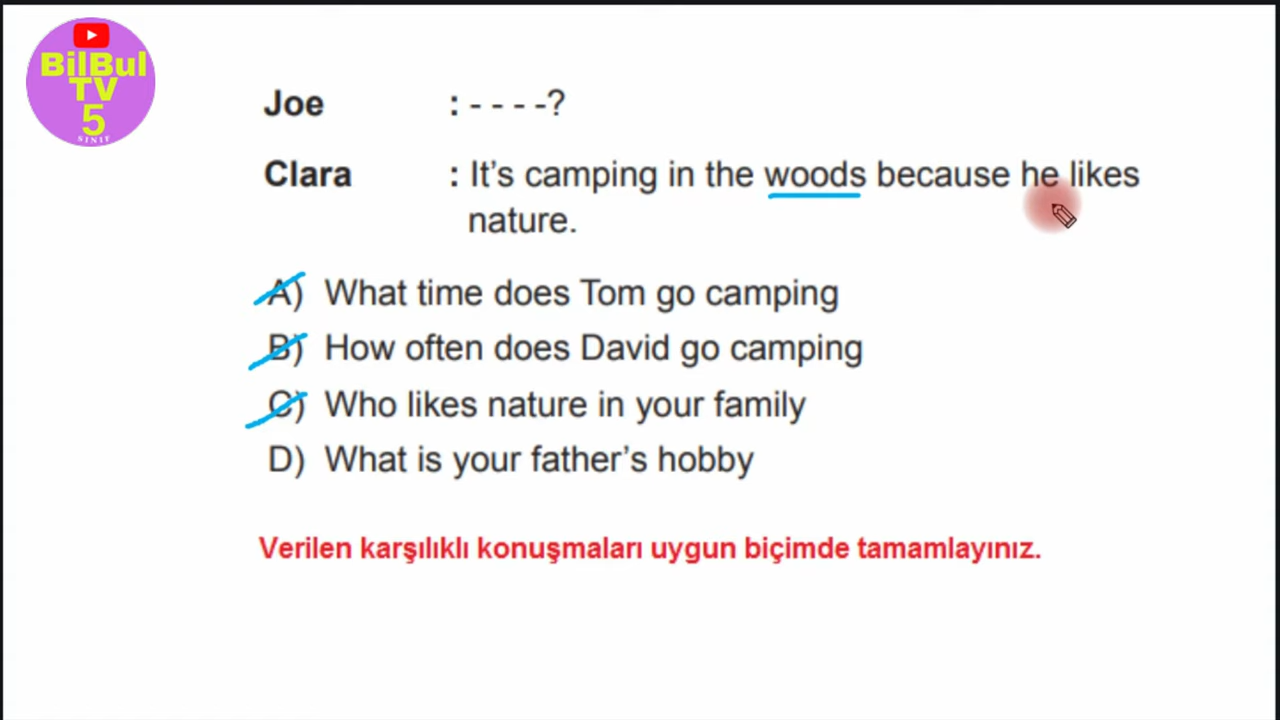 BilBul
TV
5
SINIF
Joe : - - - -?
Clara : It's camping in the woods because he likes
nature.
A) What time does Tom go camping
B) How often does David go camping
C) Who likes nature in your family
D) What is your father's hobby
Verilen karşılıklı konuşmaları uygun biçimde tamamlayınız.